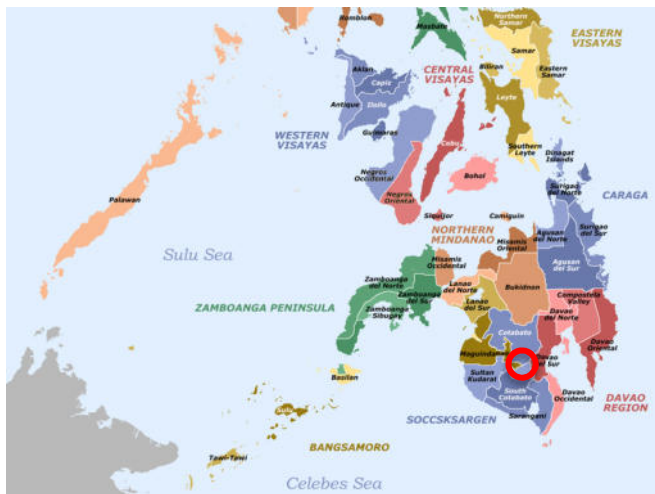 Romblon
Masbate
Northern
Samar
EASTERN
VISAYAS
Samar
Biliran
Eastern
Samar
Aklan
Capiz
CENTRAL
VISAYAS
Leyte
Antique
Iloilo
Guimaras
Cebu
Southern
Leyte
WESTERN
VISAYAS
Dinagat
Islands
Negros
Occidental
Bohol
Surigao
del Norte
CARAGA
Palawan
Negros
Oriental
Siquijor
Camiguin
Surigao
del Sur
NORTHERN
MINDANAO
Agusan
del Norte
Misamis
Oriental
Sulu Sea
Misamis
Occidental
Agusan
del Sur
Zamboanga
del Norte
Lanao
del Norte
Bukidnon
Zamboanga
del Sur
Compostela
Valley
ZAMBOANGA PENINSULA
Zamboanga
Sibugay
Lanao
del Sur
Davao
del Norte
Cotabato
Davao
Oriental
Maguindanao
Davao
del Sur
Basilan
Sultan
Kudarat
South
Cotabato
Davao
Occidental
DAVAO
REGION
Sulu
Sarangani
SOCCSKSARGEN
BANGSAMORO
Tawi-Tawi
Celebes Sea